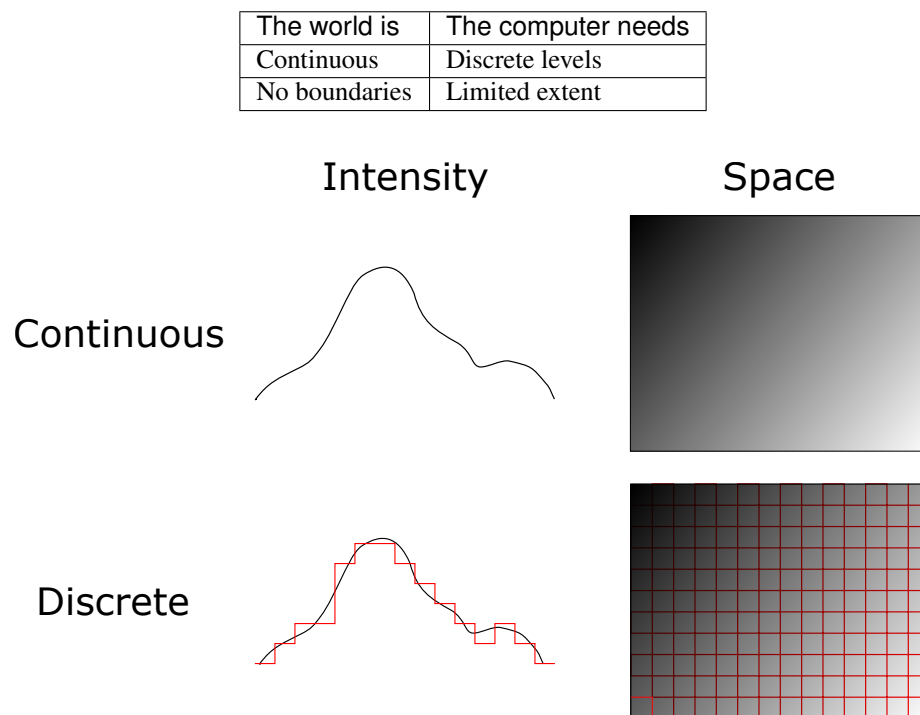 The world is The computer needs
Continuous Discrete levels
No boundaries Limited extent
Intensity Space
Continuous
Discrete